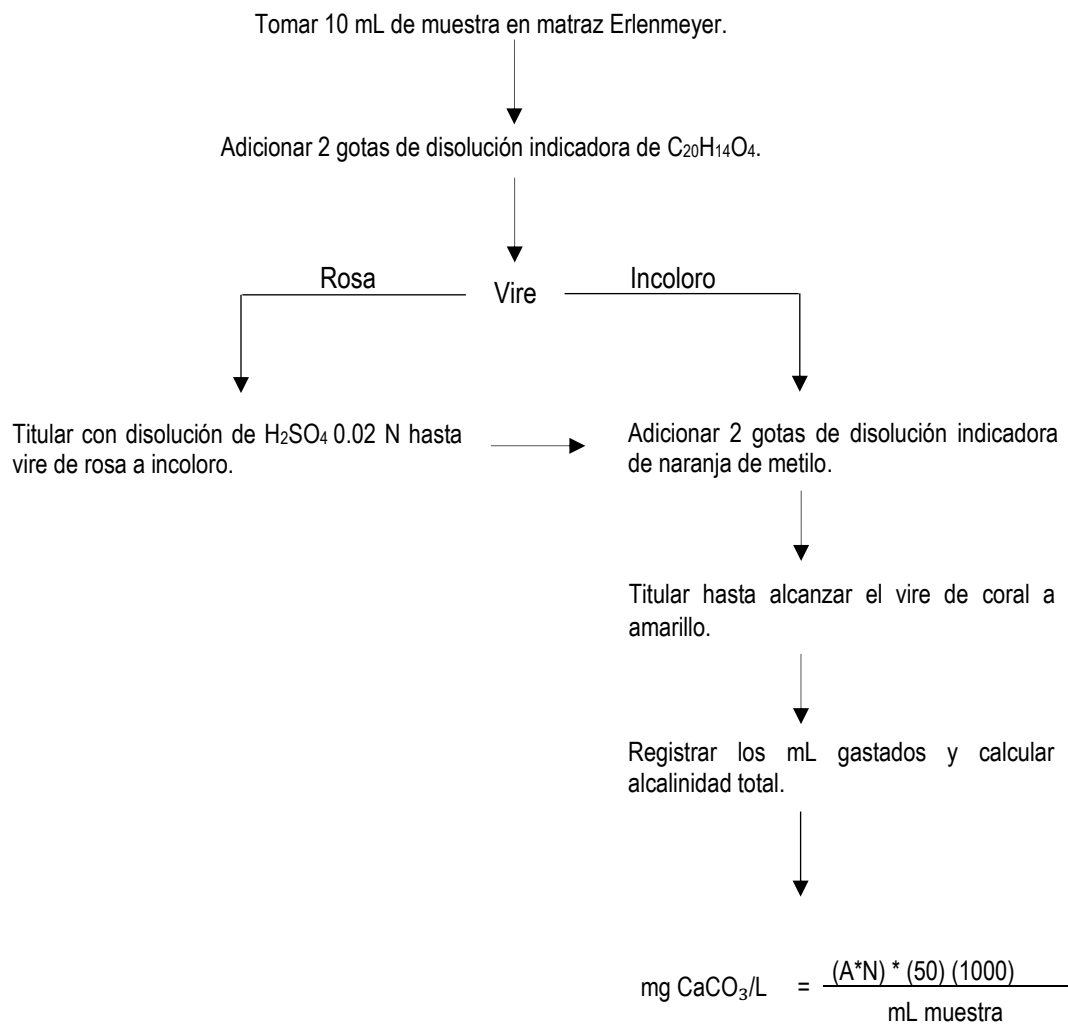 Tomar 10 mL de muestra en matraz Erlenmeyer.
Adicionar 2 gotas de disolución indicadora de C₂₀H₁₄O₄.
Rosa
Vire
Incoloro
Titular con disolución de H₂SO₄ 0.02 N hasta
vire de rosa a incoloro.
Adicionar 2 gotas de disolución indicadora
de naranja de metilo.
Titular hasta alcanzar el vire de coral a
amarillo.
Registrar los mL gastados y calcular
alcalinidad total.
mg CaCO₃/L = (A*N) * (50) (1000)
mL muestra